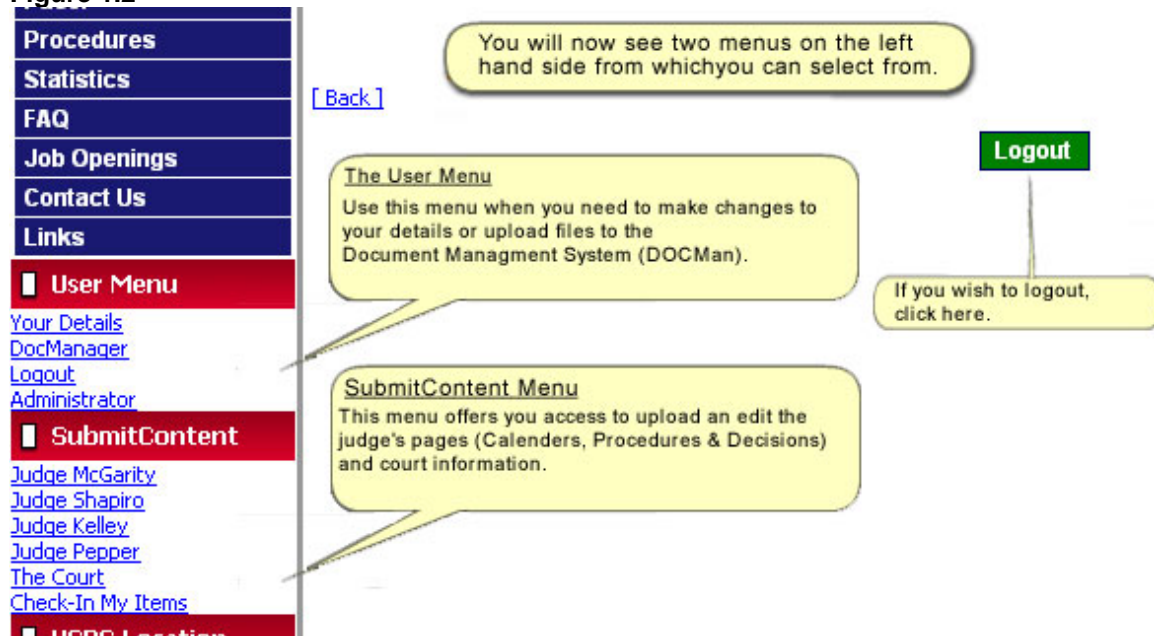 Procedures
Statistics
FAQ
Job Openings
Contact Us
Links
User Menu
Your Details
DocManager
Logout
Administrator
SubmitContent
Judge McGarity
Judge Shapiro
Judge Kelley
Judge Pepper
The Court
Check-In My Items
You will now see two menus on the left
hand side from whichyou can select from.
[ Back ]
Logout
The User Menu
Use this menu when you need to make changes to
your details or upload files to the
Document Managment System (DOCMan).
If you wish to logout,
click here.
SubmitContent Menu
This menu offers you access to upload an edit the
judge's pages (Calenders, Procedures & Decisions)
and court information.